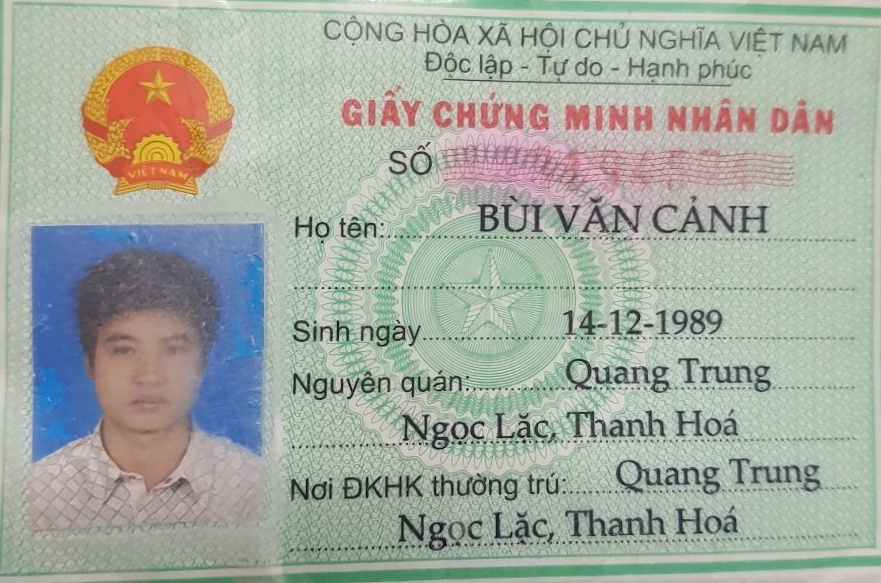 CỘNG HÒA XÃ HỘI CHỦ NGHĨA VIỆT NAM
Độc lập - Tự do - Hạnh phúc
GIẤY CHỨNG MINH NHÂN DÂN
SỐ
VIỆT NAM
Họ tên: BÙI VĂN CẢNH
Sinh ngày 14-12-1989
Nguyên quán: Quang Trung
Ngọc Lặc, Thanh Hoá
Nơi ĐKHK thường trú: Quang Trung
Ngọc Lặc, Thanh Hoá